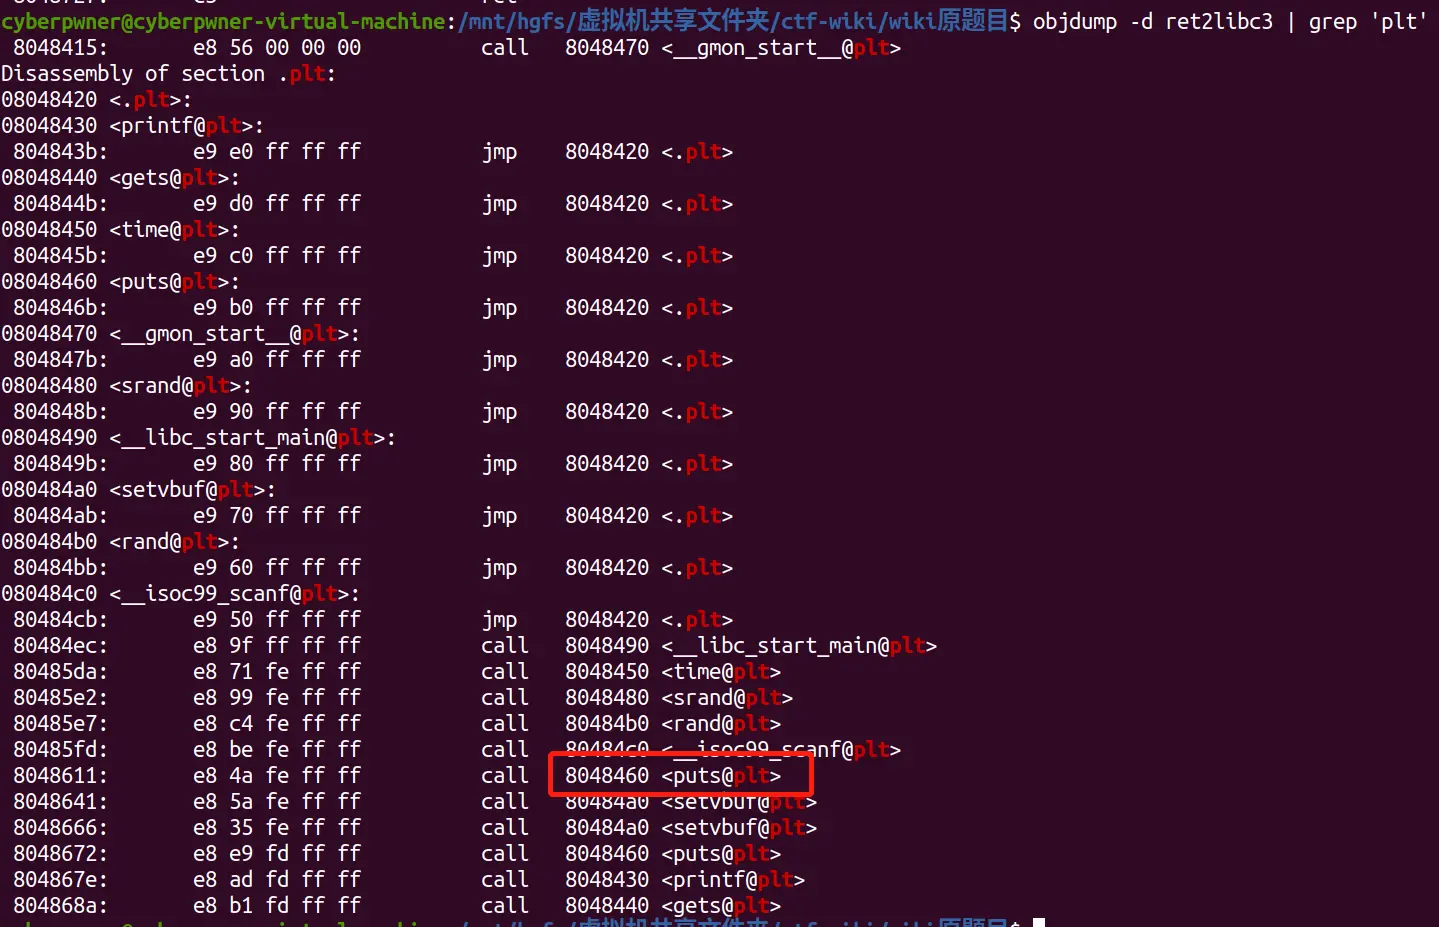 cyberpwner@cyberpwner-virtual-machine:/mnt/hgfs/虚拟机共享文件夹/ctf-wiki/wiki原题目$ objdump -d ret2libc3 | grep 'plt'
8048415: e8 56 00 00 00 call 8048470 <__gmon_start__@plt>
Disassembly of section .plt:
08048420 <.plt>:
08048430 <printf@plt>:
804843b: e9 e0 ff ff ff jmp 8048420 <.plt>
08048440 <gets@plt>:
804844b: e9 d0 ff ff ff jmp 8048420 <.plt>
08048450 <time@plt>:
804845b: e9 c0 ff ff ff jmp 8048420 <.plt>
08048460 <puts@plt>:
804846b: e9 b0 ff ff ff jmp 8048420 <.plt>
08048470 <__gmon_start__@plt>:
804847b: e9 a0 ff ff ff jmp 8048420 <.plt>
08048480 <srand@plt>:
804848b: e9 90 ff ff ff jmp 8048420 <.plt>
08048490 <__libc_start_main@plt>:
804849b: e9 80 ff ff ff jmp 8048420 <.plt>
080484a0 <setvbuf@plt>:
80484ab: e9 70 ff ff ff jmp 8048420 <.plt>
080484b0 <rand@plt>:
80484bb: e9 60 ff ff ff jmp 8048420 <.plt>
080484c0 <__isoc99_scanf@plt>:
80484cb: e9 50 ff ff ff jmp 8048420 <.plt>
80484ec: e8 9f ff ff ff call 8048490 <__libc_start_main@plt>
80485da: e8 71 fe ff ff call 8048450 <time@plt>
80485e2: e8 99 fe ff ff call 8048480 <srand@plt>
80485e7: e8 c4 fe ff ff call 80484b0 <rand@plt>
80485fd: e8 be fe ff ff call 80484c0 <__isoc99_scanf@plt>
8048611: e8 4a fe ff ff call 8048460 <puts@plt>
8048641: e8 5a fe ff ff call 80484a0 <setvbuf@plt>
8048666: e8 35 fe ff ff call 80484a0 <setvbuf@plt>
8048672: e8 e9 fd ff ff call 8048460 <puts@plt>
804867e: e8 ad fd ff ff call 8048430 <printf@plt>
804868a: e8 b1 fd ff ff call 8048440 <gets@plt>